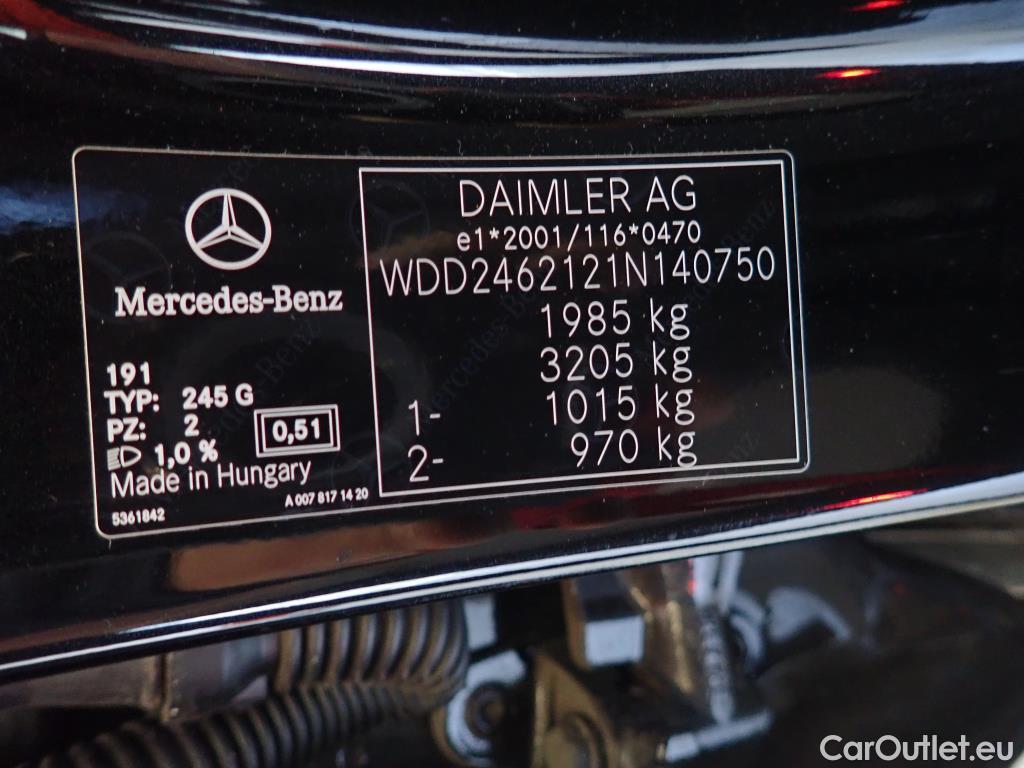 Mercedes-Benz
191
TYP: 245 G
PZ: 2
0,51
1,0 %
Made in Hungary
5361842
A 007 817 14 20
DAIMLER AG
e1*2001/116*0470
WDD2462121N140750
1985 kg
3205 kg
1- 1015 kg
2- 970 kg
CarOutlet.eu